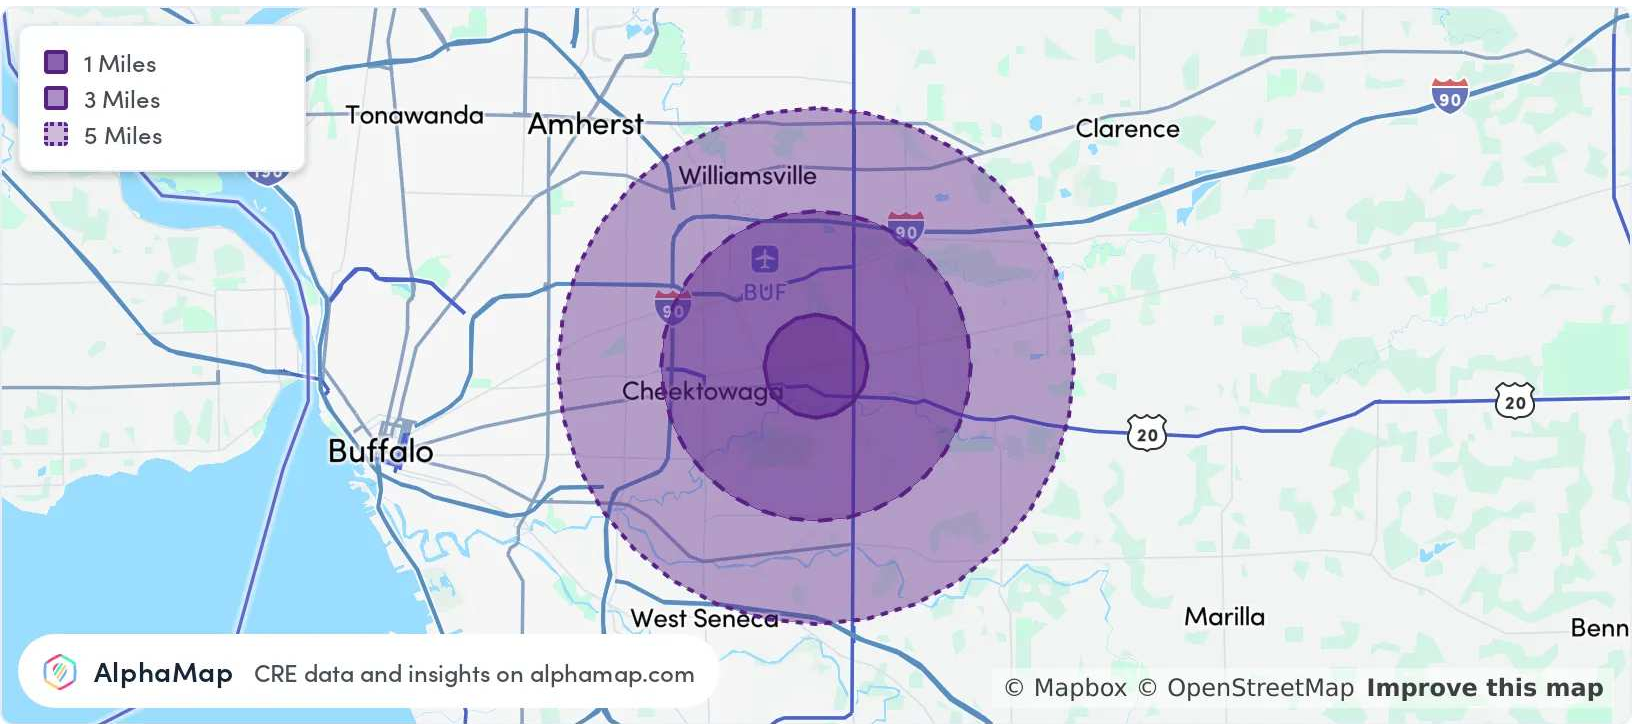 1 Miles
3 Miles
5 Miles
190
90
Tonawanda
Amherst
Clarence
Williamsville
90
BUF
90
Cheektowaga
20
20
Buffalo
West Seneca
Marilla
Benn
AlphaMap CRE data and insights on alphamap.com
© Mapbox © OpenStreetMap Improve this map